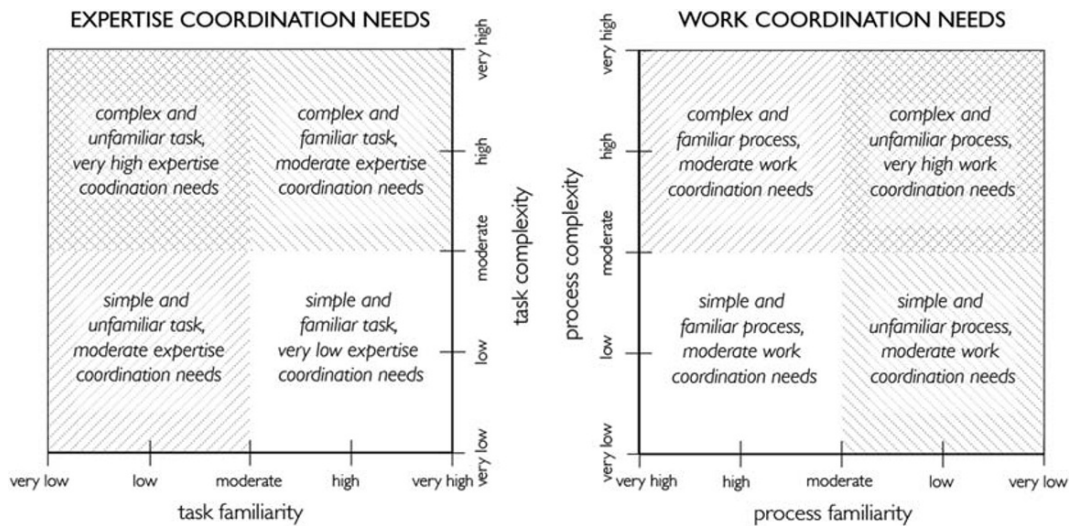 EXPERTISE COORDINATION NEEDS
complex and
unfamiliar task,
very high expertise
coodination needs
complex and
familiar task,
moderate expertise
coordination needs
simple and
unfamiliar task,
moderate expertise
coordination needs
simple and
familiar task,
very low expertise
coordination needs
very high
high
moderate
low
very low
task complexity
very low
low
moderate
high
very high
task familiarity
WORK COORDINATION NEEDS
very high
high
moderate
low
very low
process complexity
complex and
familiar process,
moderate work
coordination needs
complex and
unfamiliar process,
very high work
coordination needs
simple and
familiar process,
moderate work
coordination needs
simple and
unfamiliar process,
moderate work
coordination needs
very high
high
moderate
low
very low
process familiarity